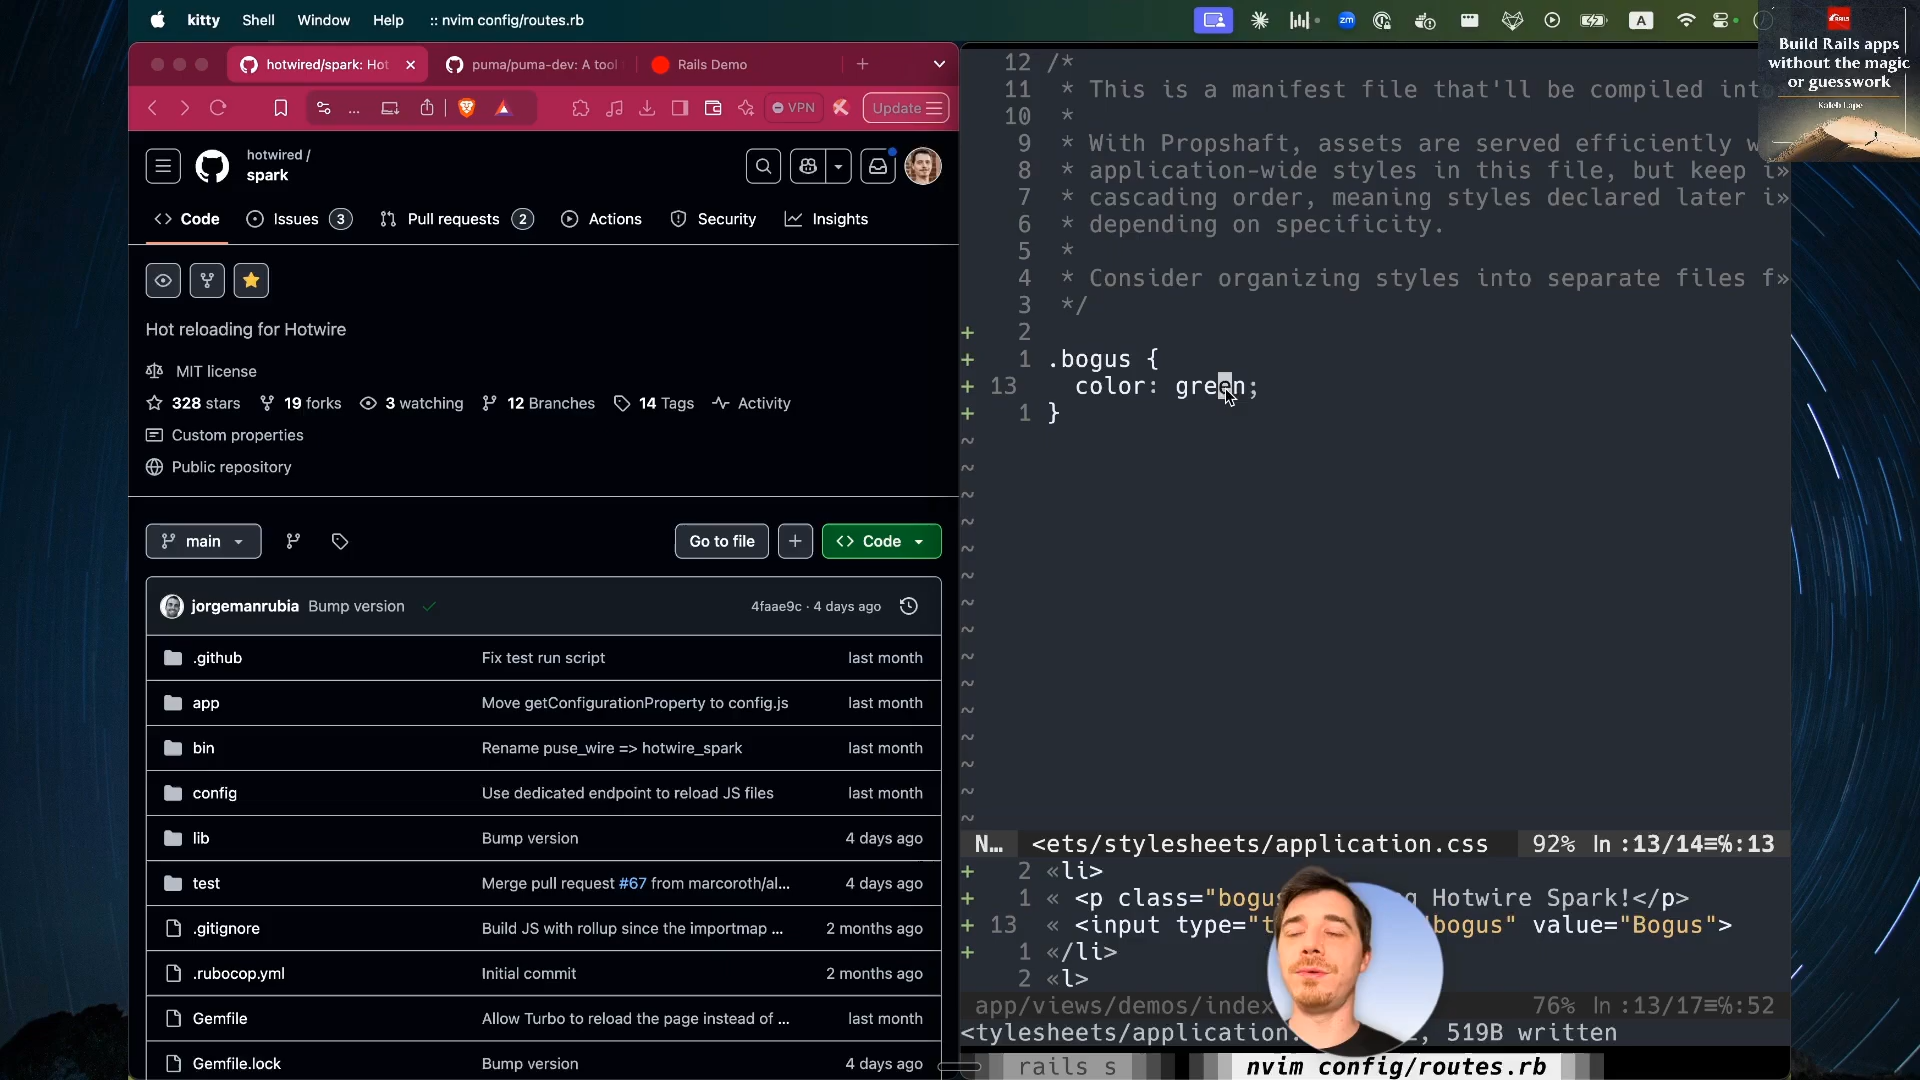 kitty Shell Window Help :: nvim config/routes.rb
zm A
RAILS
Build Rails apps
without the magic
or guesswork
Kaleb Lape
hotwired/spark: Hot
puma/puma-dev: A tool
Rails Demo
VPN
Update
hotwired /
spark
Code Issues 3 Pull requests 2 Actions Security Insights
Hot reloading for Hotwire
MIT license
328 stars 19 forks 3 watching 12 Branches 14 Tags Activity
Custom properties
Public repository
main Go to file Code
jorgemanrubia Bump version 4faae9c · 4 days ago
.github Fix test run script last month
app Move getConfigurationProperty to config.js last month
bin Rename puse_wire => hotwire_spark last month
config Use dedicated endpoint to reload JS files last month
lib Bump version 4 days ago
test Merge pull request #67 from marcoroth/al... 4 days ago
.gitignore Build JS with rollup since the importmap ... 2 months ago
.rubocop.yml Initial commit 2 months ago
Gemfile Allow Turbo to reload the page instead of ... last month
Gemfile.lock Bump version 4 days ago
12 /*
11 * This is a manifest file that'll be compiled into
10 *
9 * With Propshaft, assets are served efficiently w
8 * application-wide styles in this file, but keep i»
7 * cascading order, meaning styles declared later i»
6 * depending on specificity.
5 *
4 * Consider organizing styles into separate files f»
3 */
+ 2
+ 1 .bogus {
+ 13 color: green;
+ 1 }
N… <ets/stylesheets/application.css 92% ln :13/14≡℅:13
+ 2 «li>
+ 1 « <p class="bogus Hotwire Spark!</p>
+ 13 « <input type="t bogus" value="Bogus">
+ 1 «/li>
2 «l>
app/views/demos/index 76% ln :13/17≡℅:52
<tylesheets/application. , 519B written
rails s nvim config/routes.rb